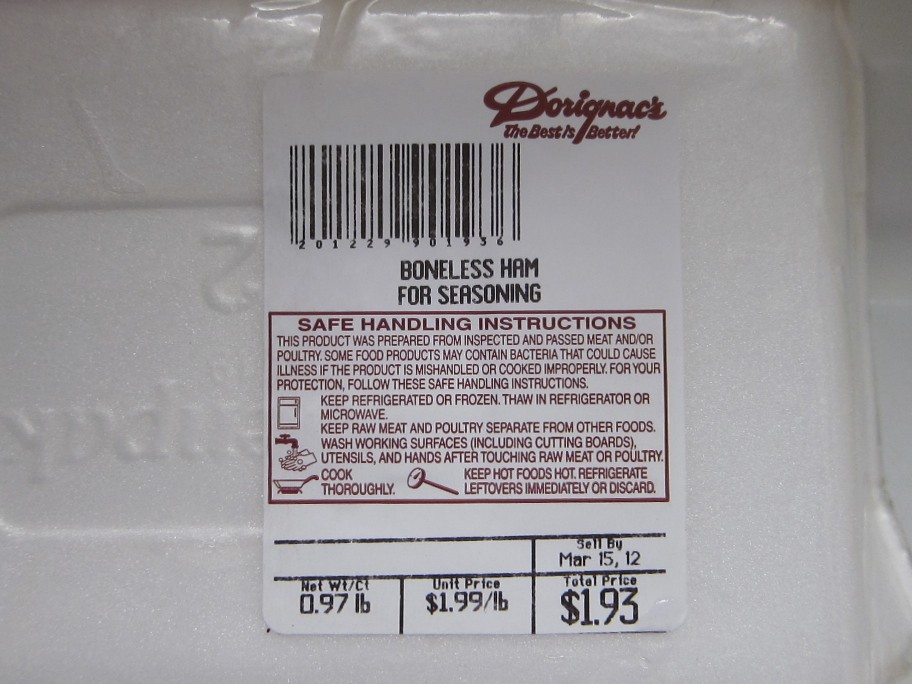 Dorignac's
The Best Is Better!
201229 901936
BONELESS HAM
FOR SEASONING
SAFE HANDLING INSTRUCTIONS
THIS PRODUCT WAS PREPARED FROM INSPECTED AND PASSED MEAT AND/OR
POULTRY. SOME FOOD PRODUCTS MAY CONTAIN BACTERIA THAT COULD CAUSE
ILLNESS IF THE PRODUCT IS MISHANDLED OR COOKED IMPROPERLY. FOR YOUR
PROTECTION, FOLLOW THESE SAFE HANDLING INSTRUCTIONS.
KEEP REFRIGERATED OR FROZEN. THAW IN REFRIGERATOR OR
MICROWAVE.
KEEP RAW MEAT AND POULTRY SEPARATE FROM OTHER FOODS.
WASH WORKING SURFACES (INCLUDING CUTTING BOARDS),
UTENSILS, AND HANDS AFTER TOUCHING RAW MEAT OR POULTRY.
COOK
THOROUGHLY.
KEEP HOT FOODS HOT. REFRIGERATE
LEFTOVERS IMMEDIATELY OR DISCARD.
Sell By
Mar 15, 12
Net Wt/Ct
0.97 lb
Unit Price
$1.99/lb
Total Price
$1.93
2